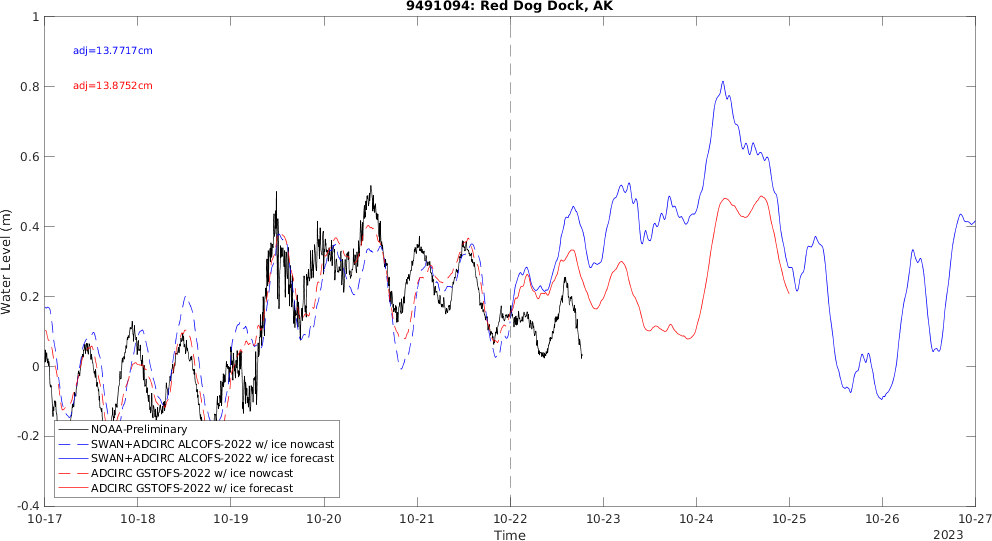 9491094: Red Dog Dock, AK
adj=13.7717cm
adj=13.8752cm
Water Level (m)
1
0.8
0.6
0.4
0.2
0
-0.2
-0.4
NOAA-Preliminary
SWAN+ADCIRC ALCOFS-2022 w/ ice nowcast
SWAN+ADCIRC ALCOFS-2022 w/ ice forecast
ADCIRC GSTOFS-2022 w/ ice nowcast
ADCIRC GSTOFS-2022 w/ ice forecast
10-17 10-18 10-19 10-20 10-21 10-22 10-23 10-24 10-25 10-26 10-27
Time
2023